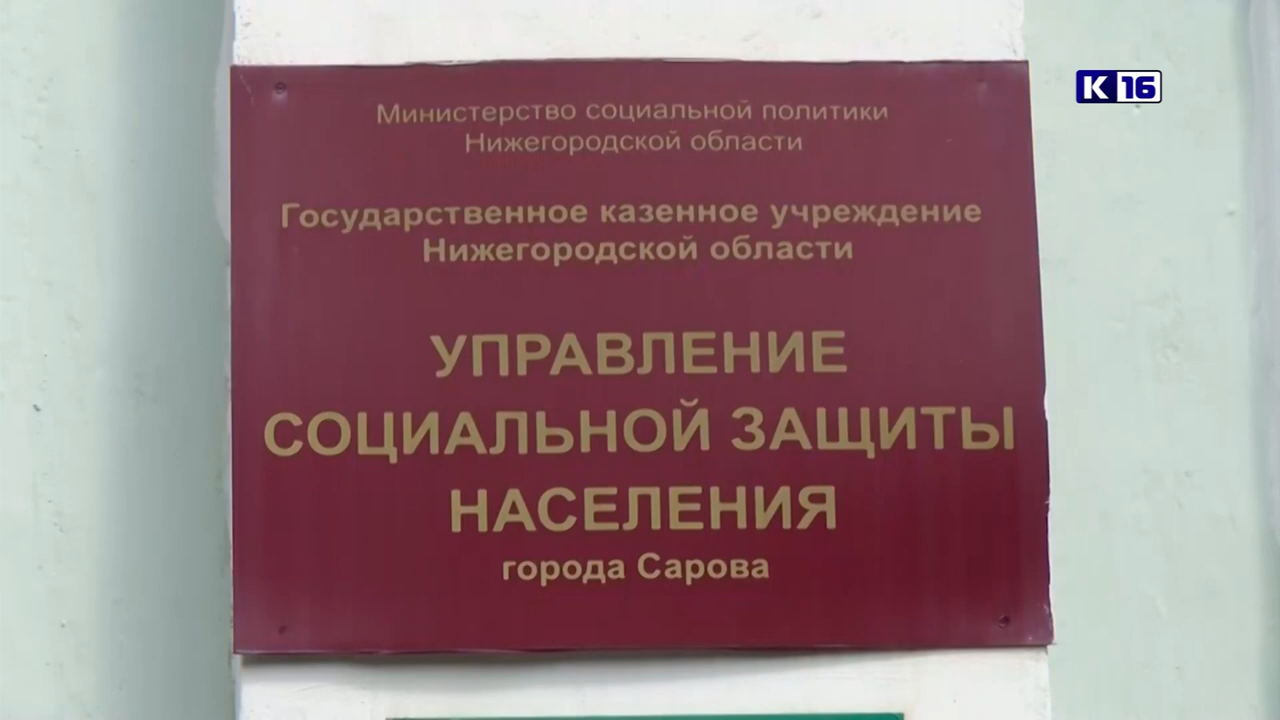 К 16
Министерство социальной политики
Нижегородской области
Государственное казенное учреждение
Нижегородской области
УПРАВЛЕНИЕ
СОЦИАЛЬНОЙ ЗАЩИТЫ
НАСЕЛЕНИЯ
города Сарова